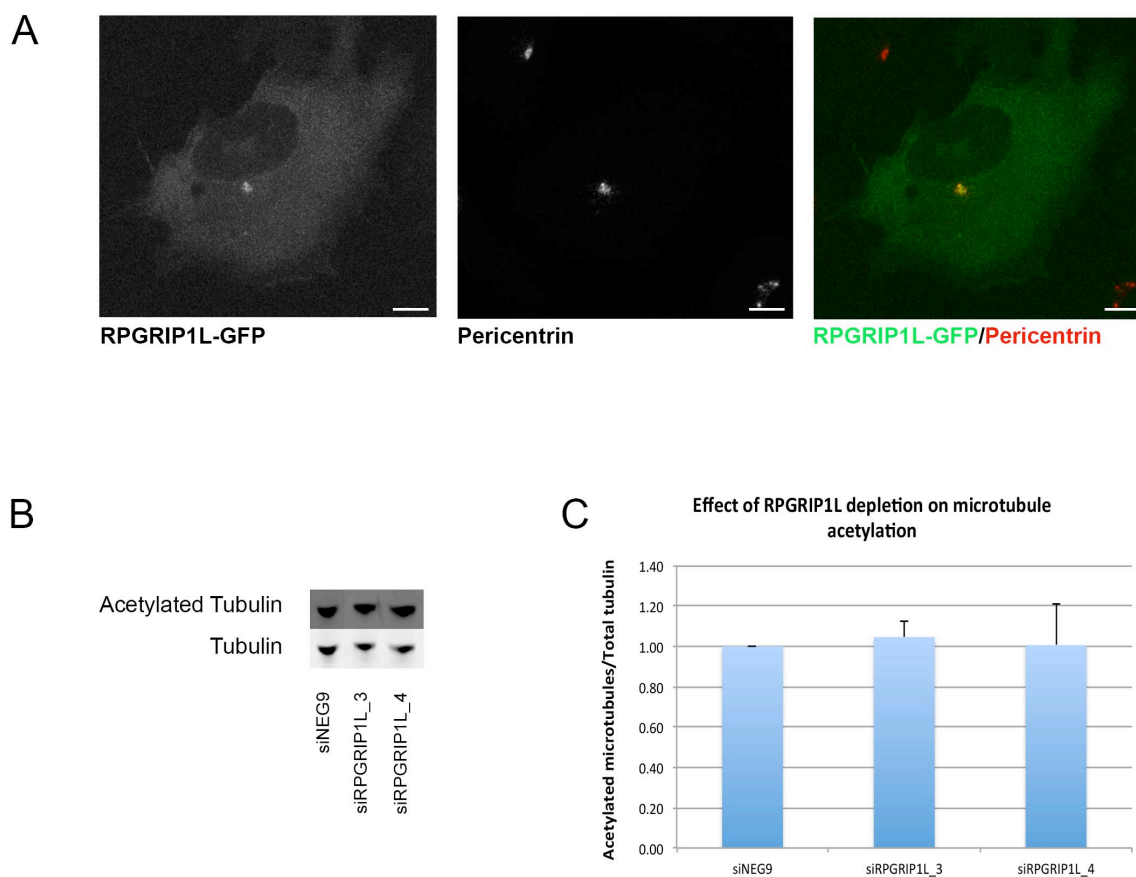 A
RPGRIP1L-GFP
Pericentrin
RPGRIP1L-GFP/Pericentrin
B
Acetylated Tubulin
Tubulin
siNEG9
siRPGRIP1L_3
siRPGRIP1L_4
C
Effect of RPGRIP1L depletion on microtubule
acetylation
Acetylated microtubules/Total tubulin
1.40
1.20
1.00
0.80
0.60
0.40
0.20
0.00
siNEG9
siRPGRIP1L_3
siRPGRIP1L_4